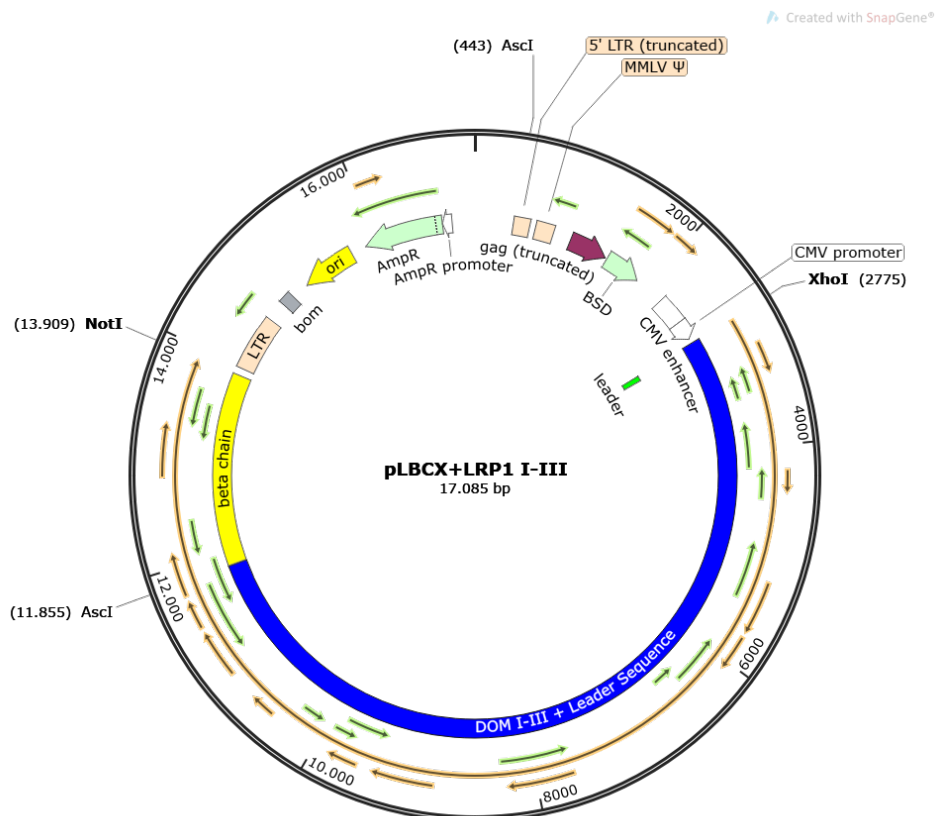 Created with SnapGene®
(443) AscI
5' LTR (truncated)
MMLV Ψ
16.000
2000
AmpR
AmpR promoter
gag (truncated)
ori
BSD
CMV promoter
XhoI (2775)
bom
CMV enhancer
(13.909) NotI
LTR
14.000
leader
4000
beta chain
pLBCX+LRP1 I-III
17.085 bp
(11.855) AscI
12.000
DOM I-III + Leader Sequence
6000
10.000
8000